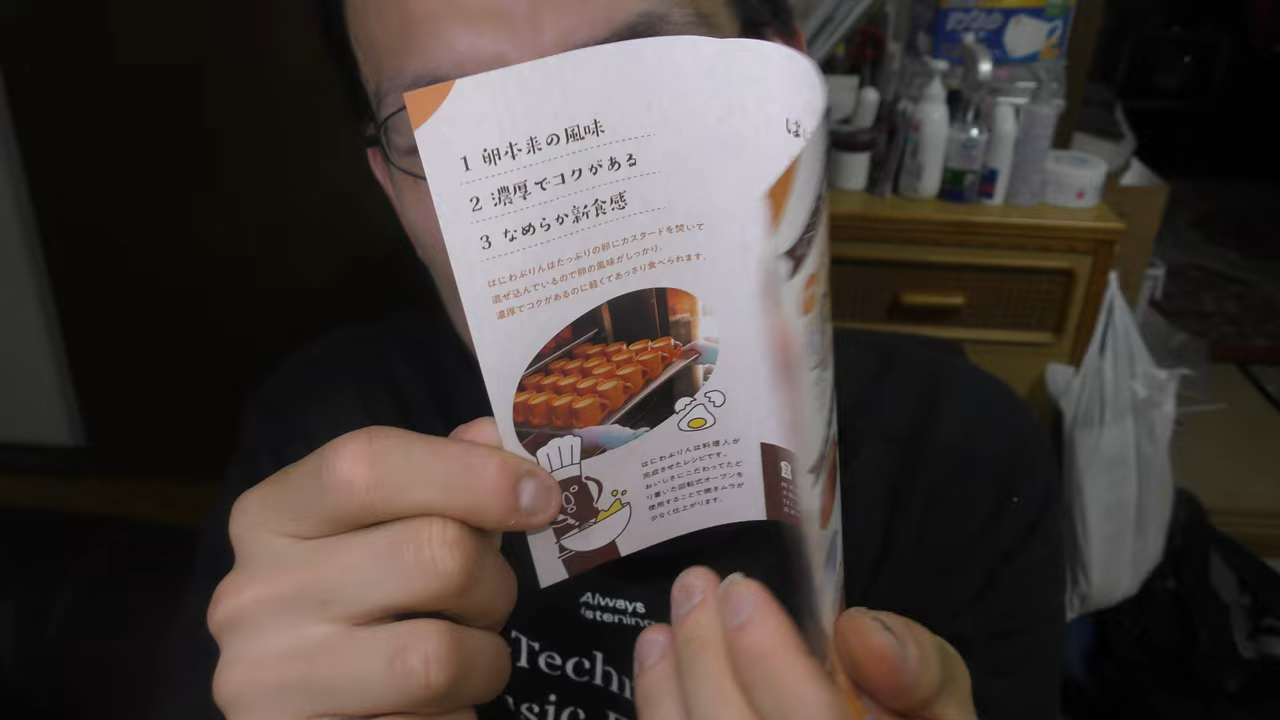 1 卵本来の風味
2 濃厚でコクがある
3 なめらか新食感
はにわぷりんはたっぷりの卵にカスタードを焚いて
混ぜ込んでいるので卵の風味がしっかり。
濃厚でコクがあるのに軽くてあっさり食べられます。
はにわぷりんは料理人が
完成させたレシピです。
おいしさにこだわってたど
り着いた回転式オーブンを
使用することで焼きムラが
少なく仕上がります。
は
Always
istening
Techn
sic